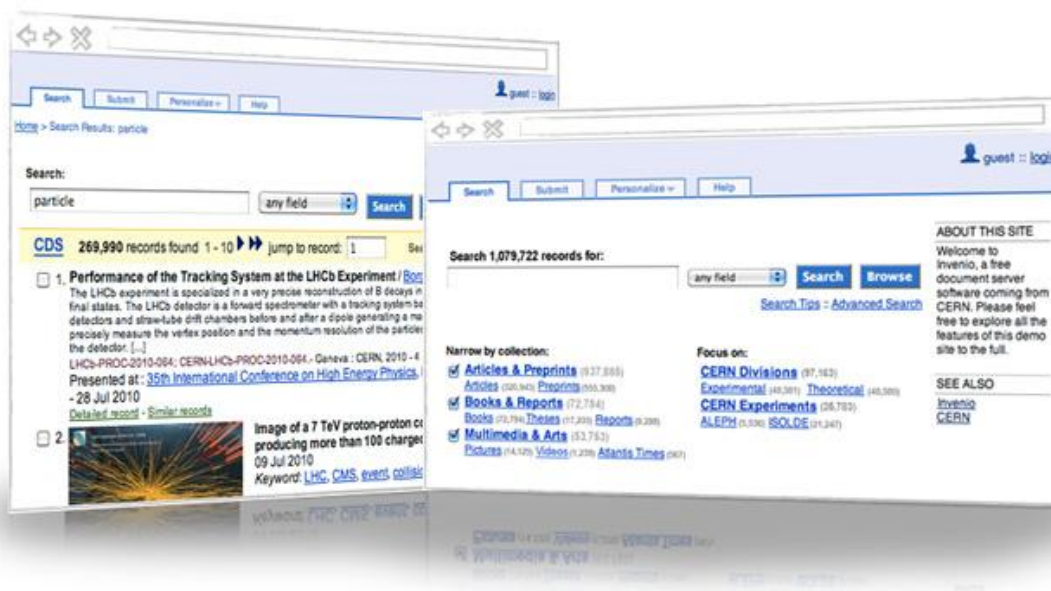 guest :: login
Search
Submit
Personalize
Help
Home > Search Results: particle
Search:
particle
any field
Search
CDS 269,990 records found 1 - 10 jump to record: 1
1. Performance of the Tracking System at the LHCb Experiment /
The LHCb experiment is specialized in a very precise reconstruction of B decays in
final states. The LHCb detector is a forward spectrometer with a tracking system
detectors and straw-tube drift chambers before and after a dipole generating a
precisely measure the vertex position and the momentum resolution of the particles
the detector. [...]
LHCb-PROC-2010-064; CERN-LHCb-PROC-2010-064.- Geneva : CERN, 2010 - 4
Presented at : 35th International Conference on High Energy Physics,
- 28 Jul 2010
Detailed record - Similar records
2.
Image of a 7 TeV proton-proton
producing more than 100
09 Jul 2010
Keyword: LHC, CMS, event,
guest :: login
Search
Submit
Personalize
Help
Search 1,079,722 records for:
any field
Search
Browse
Search Tips :: Advanced Search
Narrow by collection:
Articles & Preprints
Articles Preprints
Books & Reports (72,784)
Books Theses Reports
Multimedia & Arts (53,763)
Pictures Videos Atlantis Times
Focus on:
CERN Divisions
Experimental Theoretical
CERN Experiments
ALEPH ISOLDE (21,247)
ABOUT THIS SITE
Welcome to
Invenio, a free
document server
software coming from
CERN. Please feel
free to explore all the
features of this demo
site to the full.
SEE ALSO
Invenio
CERN